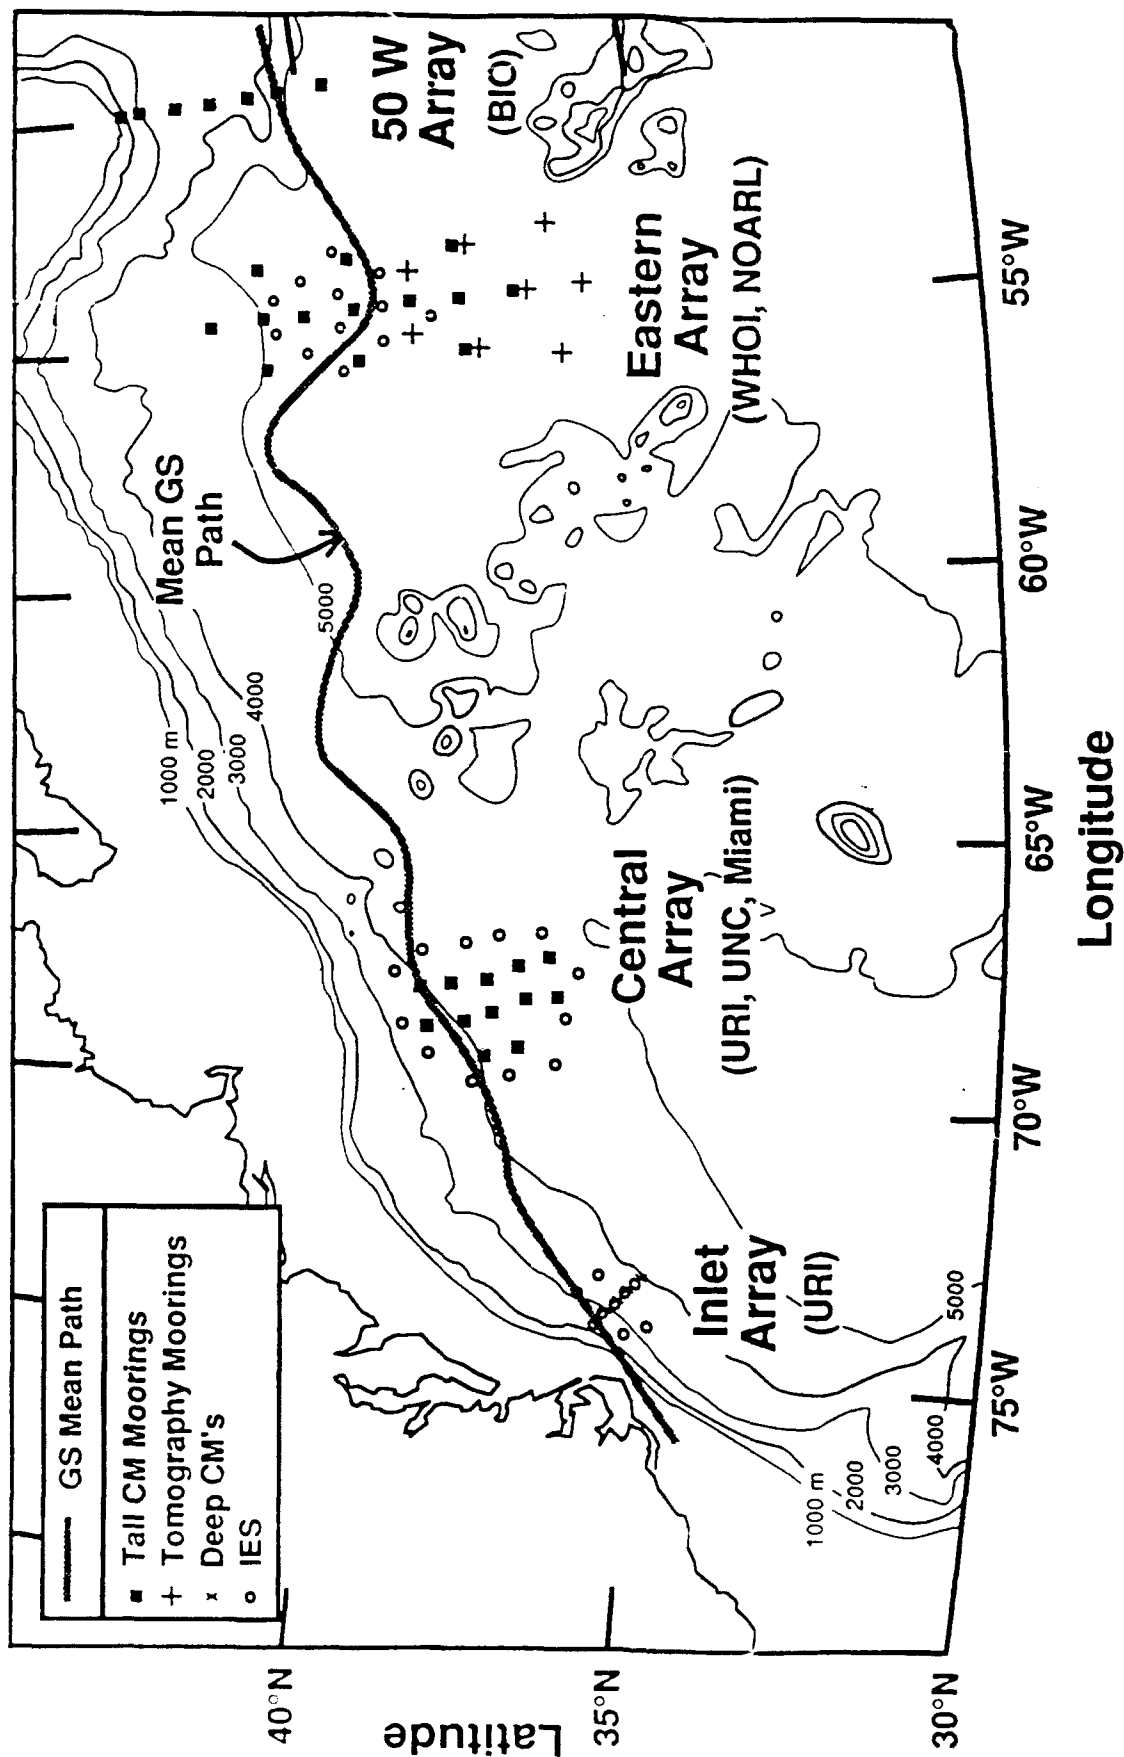 GS Mean Path
Tall CM Moorings
Tomography Moorings
Deep CM's
IES
Mean GS
Path
50 W
Array
(BIO)
Eastern
Array
(WHOI, NOARL)
Central
Array
(URI, UNC, Miami)
Inlet
Array
(URI)
1000 m
2000
3000
4000
5000
1000 m
2000
3000
4000
5000
40°N
35°N
30°N
Latitude
75°W
70°W
65°W
60°W
55°W
Longitude